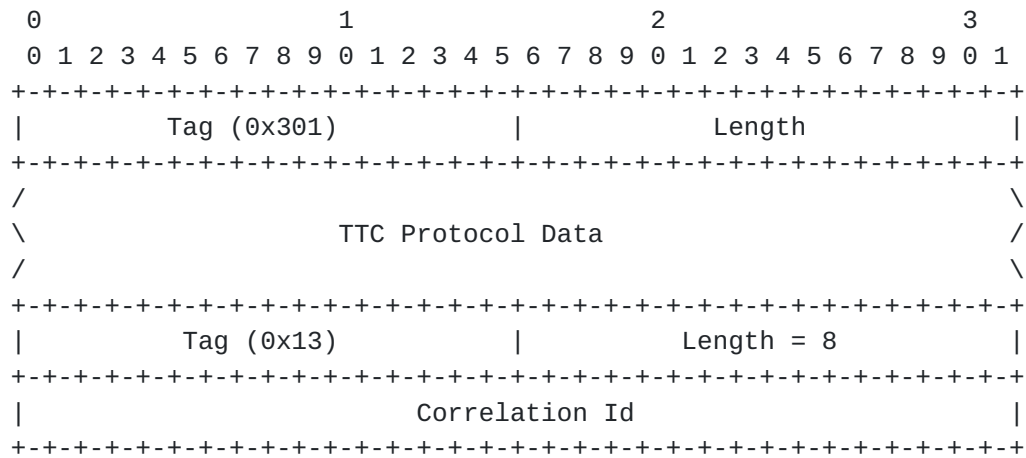 0                   1                   2                   3
 0 1 2 3 4 5 6 7 8 9 0 1 2 3 4 5 6 7 8 9 0 1 2 3 4 5 6 7 8 9 0 1
+-+-+-+-+-+-+-+-+-+-+-+-+-+-+-+-+-+-+-+-+-+-+-+-+-+-+-+-+-+-+-+-+
|         Tag (0x301)           |            Length             |
+-+-+-+-+-+-+-+-+-+-+-+-+-+-+-+-+-+-+-+-+-+-+-+-+-+-+-+-+-+-+-+-+
/                                                               \
\                    TTC Protocol Data                          /
/                                                               \
+-+-+-+-+-+-+-+-+-+-+-+-+-+-+-+-+-+-+-+-+-+-+-+-+-+-+-+-+-+-+-+-+
|          Tag (0x13)           |          Length = 8           |
+-+-+-+-+-+-+-+-+-+-+-+-+-+-+-+-+-+-+-+-+-+-+-+-+-+-+-+-+-+-+-+-+
|                         Correlation Id                        |
+-+-+-+-+-+-+-+-+-+-+-+-+-+-+-+-+-+-+-+-+-+-+-+-+-+-+-+-+-+-+-+-+